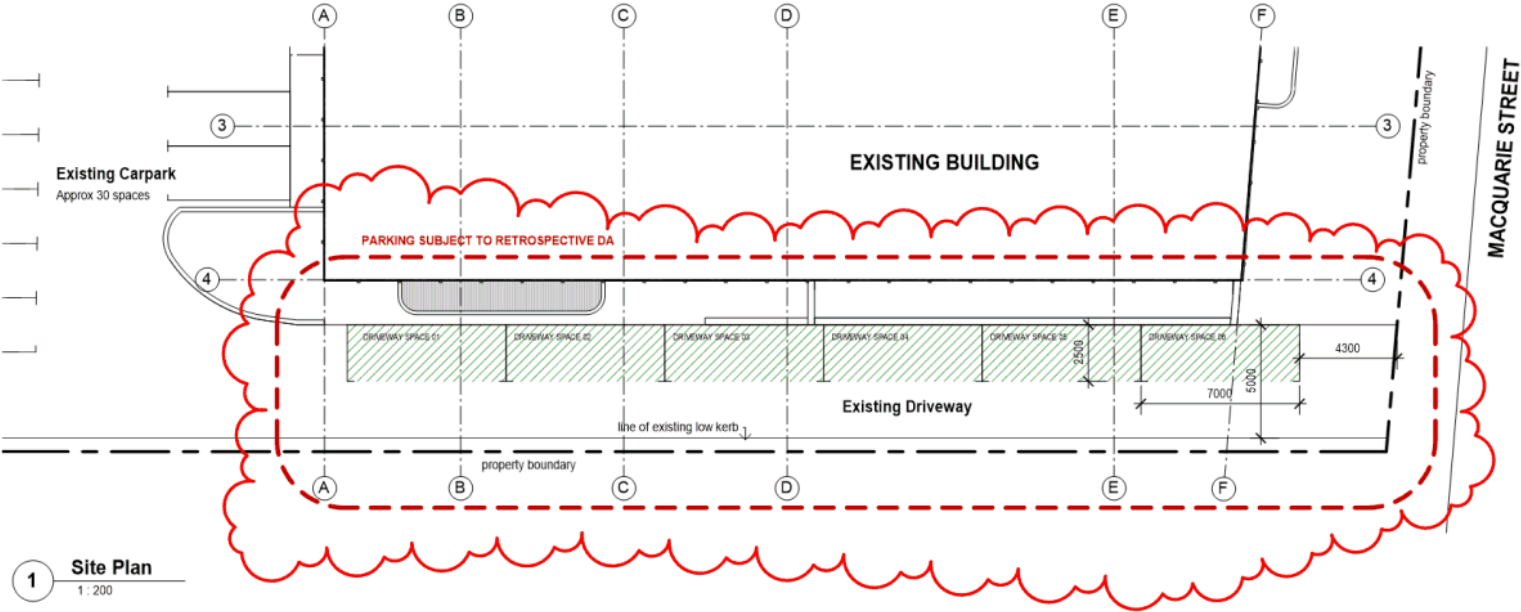 A B C D E F
3 3
property boundary
MACQUARIE STREET
EXISTING BUILDING
Existing Carpark
Approx 30 spaces
PARKING SUBJECT TO RETROSPECTIVE DA
4 4
DRIVEWAY SPACE 01 DRIVEWAY SPACE 02 DRIVEWAY SPACE 03 DRIVEWAY SPACE 04 DRIVEWAY SPACE 05 DRIVEWAY SPACE 06
2500
4300
5000
7000
Existing Driveway
line of existing low kerb
property boundary
A B C D E F
1 Site Plan
1 : 200